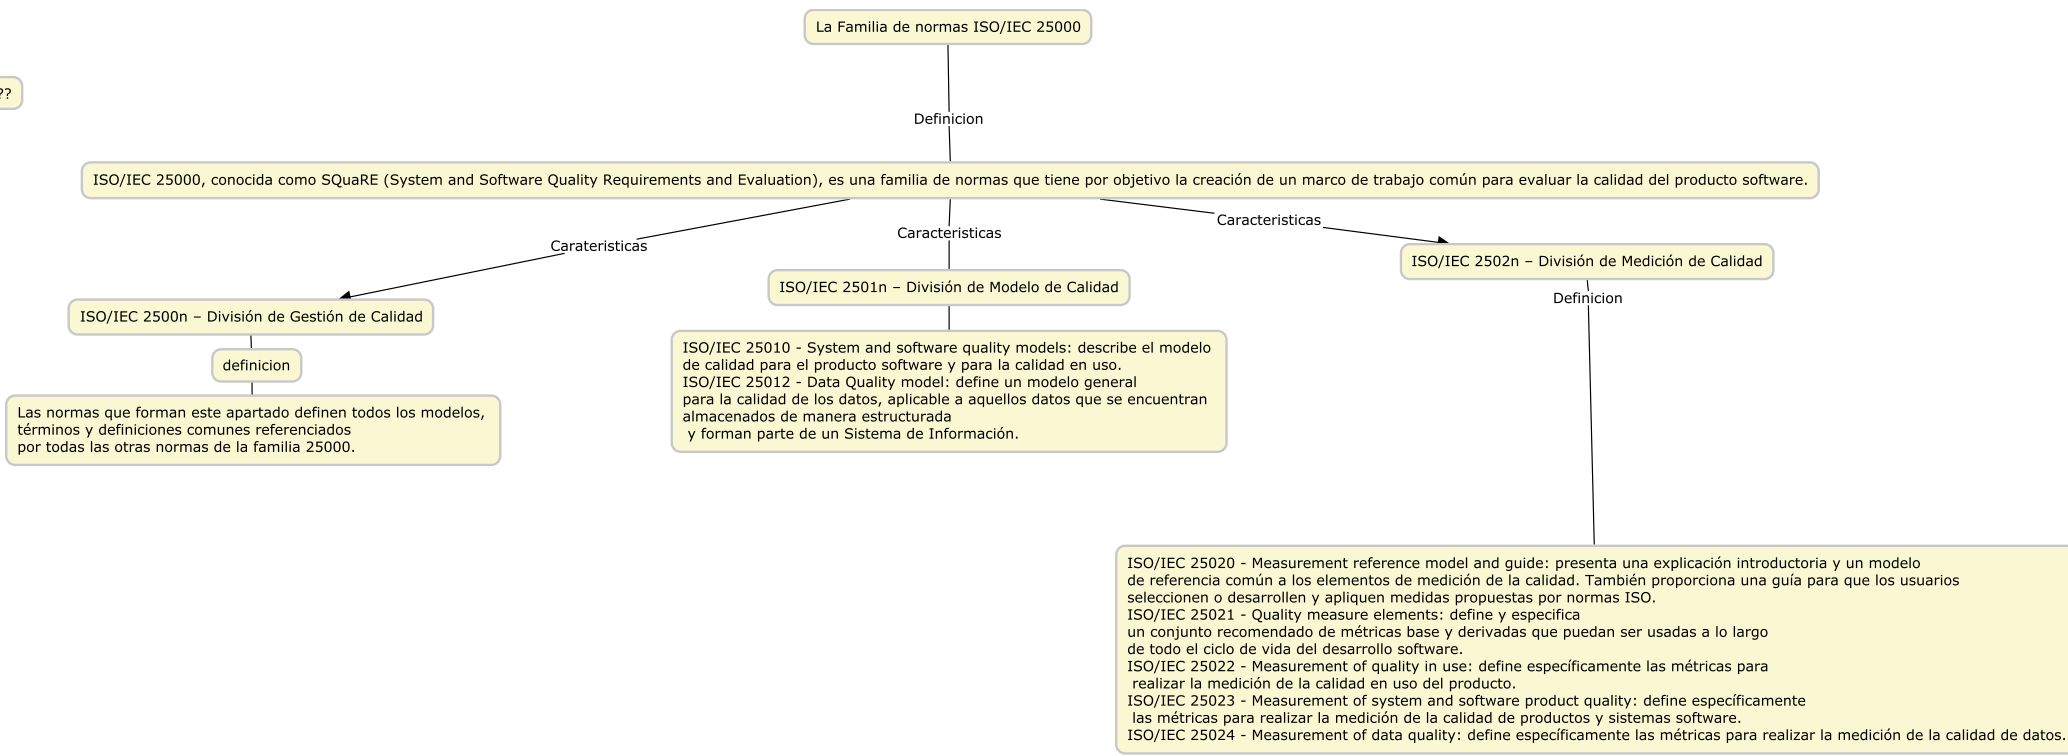 La Familia de normas ISO/IEC 25000
??
Definicion
ISO/IEC 25000, conocida como SQuaRE (System and Software Quality Requirements and Evaluation), es una familia de normas que tiene por objetivo la creación de un marco de trabajo común para evaluar la calidad del producto software.
Carateristicas
Caracteristicas
Caracteristicas
ISO/IEC 2500n – División de Gestión de Calidad
definicion
Las normas que forman este apartado definen todos los modelos,
términos y definiciones comunes referenciados
por todas las otras normas de la familia 25000.
ISO/IEC 2501n – División de Modelo de Calidad
ISO/IEC 25010 - System and software quality models: describe el modelo
de calidad para el producto software y para la calidad en uso.
ISO/IEC 25012 - Data Quality model: define un modelo general
para la calidad de los datos, aplicable a aquellos datos que se encuentran
almacenados de manera estructurada
y forman parte de un Sistema de Información.
ISO/IEC 2502n – División de Medición de Calidad
Definicion
ISO/IEC 25020 - Measurement reference model and guide: presenta una explicación introductoria y un modelo
de referencia común a los elementos de medición de la calidad. También proporciona una guía para que los usuarios
seleccionen o desarrollen y apliquen medidas propuestas por normas ISO.
ISO/IEC 25021 - Quality measure elements: define y especifica
un conjunto recomendado de métricas base y derivadas que puedan ser usadas a lo largo
de todo el ciclo de vida del desarrollo software.
ISO/IEC 25022 - Measurement of quality in use: define específicamente las métricas para
realizar la medición de la calidad en uso del producto.
ISO/IEC 25023 - Measurement of system and software product quality: define específicamente
las métricas para realizar la medición de la calidad de productos y sistemas software.
ISO/IEC 25024 - Measurement of data quality: define específicamente las métricas para realizar la medición de la calidad de datos.